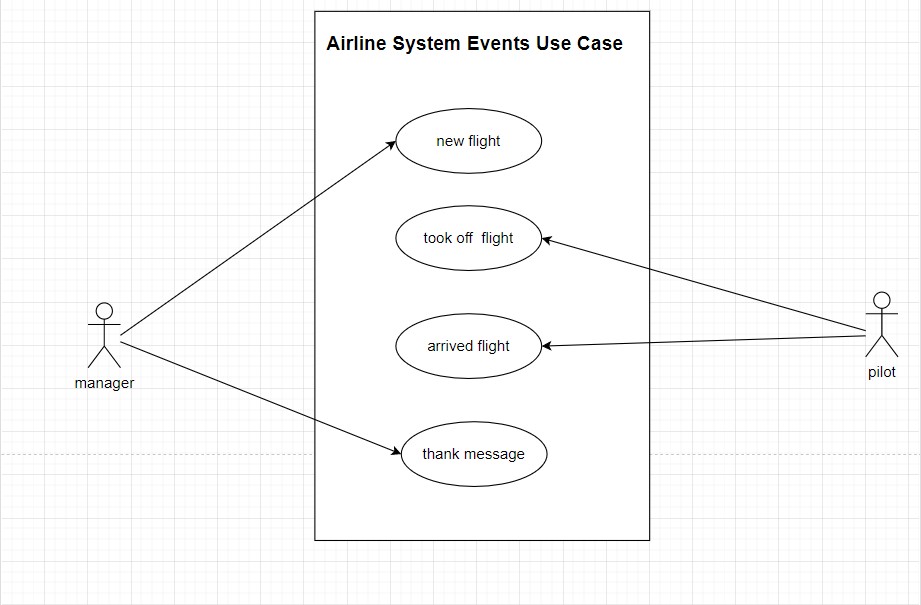 Airline System Events Use Case
new flight
took off  flight
arrived flight
thank message
manager
pilot